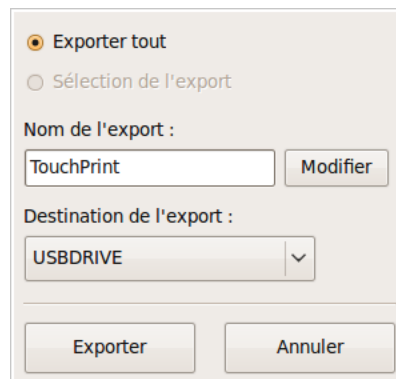 Exporter tout
Sélection de l'export
Nom de l'export :
TouchPrint Modifier
Destination de l'export :
USBDRIVE
Exporter Annuler